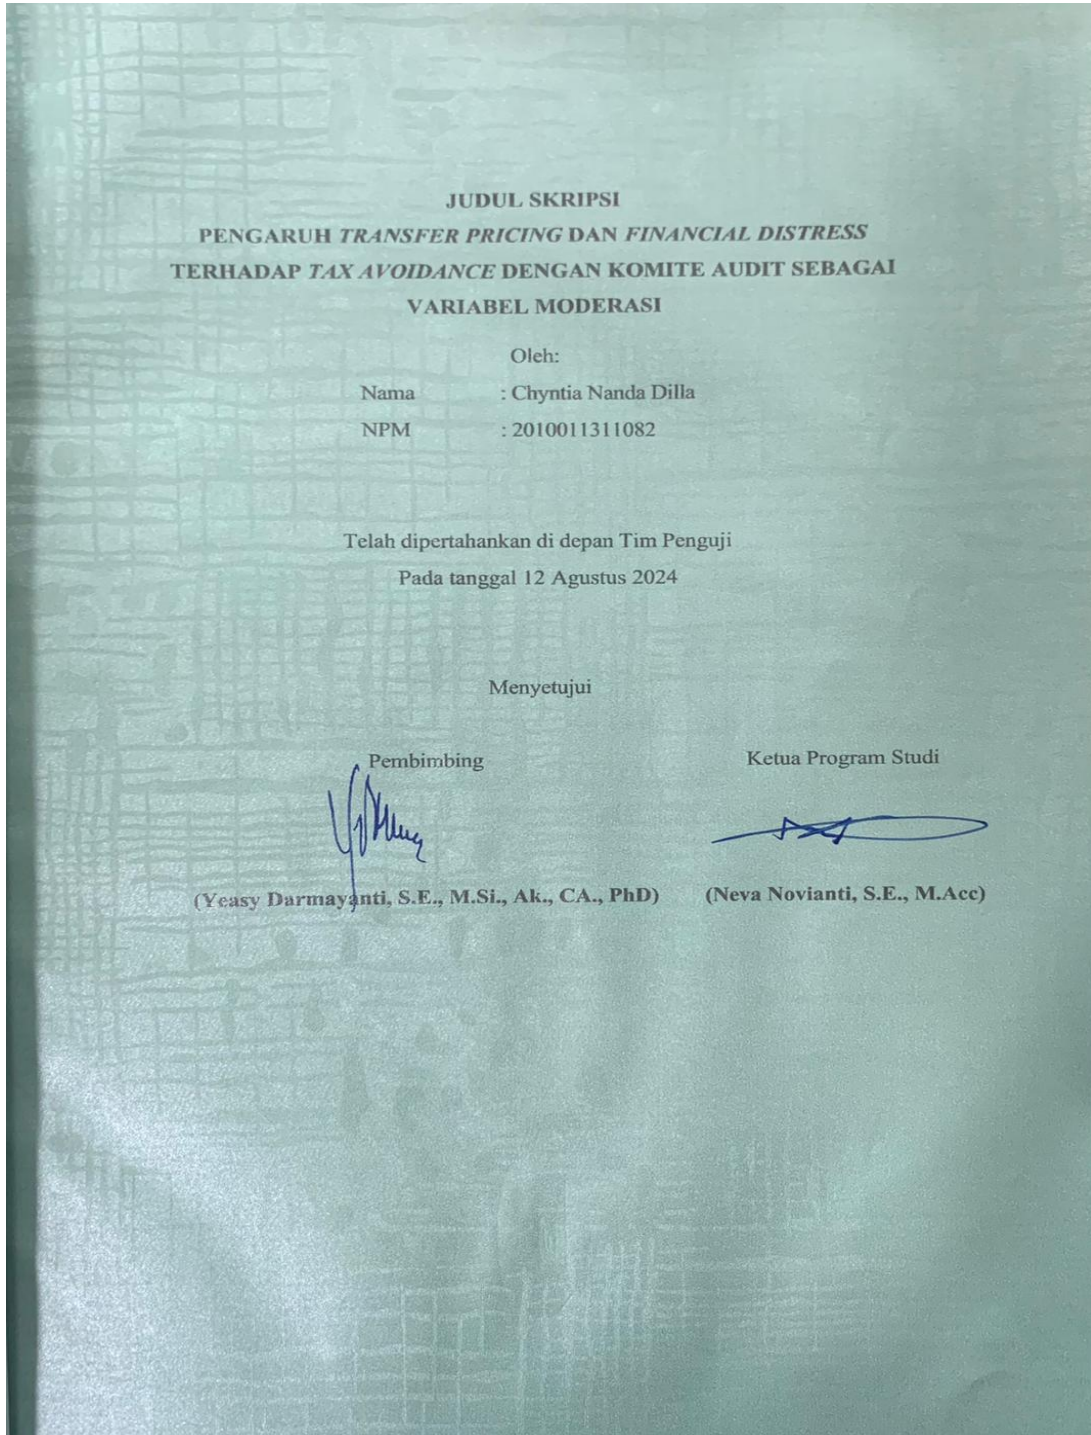 JUDUL SKRIPSI
PENGARUH TRANSFER PRICING DAN FINANCIAL DISTRESS
TERHADAP TAX AVOIDANCE DENGAN KOMITE AUDIT SEBAGAI
VARIABEL MODERASI
Oleh:
Nama : Chyntia Nanda Dilla
NPM : 2010011311082
Telah dipertahankan di depan Tim Penguji
Pada tanggal 12 Agustus 2024
Menyetujui
Pembimbing Ketua Program Studi
(Yeasy Darmayanti, S.E., M.Si., Ak., CA., PhD) (Neva Novianti, S.E., M.Acc)